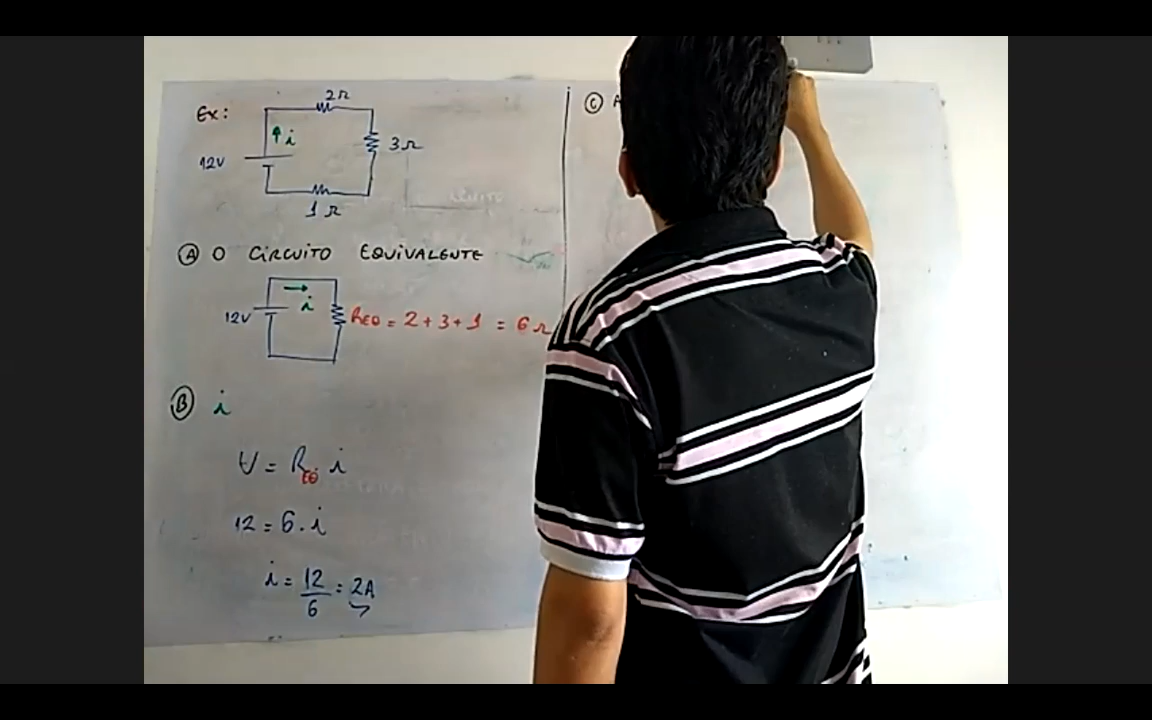 Ex:
2Ω
i
12V
3Ω
1Ω
Ⓐ O CIRCUITO EQUIVALENTE
i
12V
REQ = 2 + 3 + 1 = 6Ω
Ⓑ i
U = REQ i
12 = 6 . i
i = 12/6 = 2A
Ⓒ A